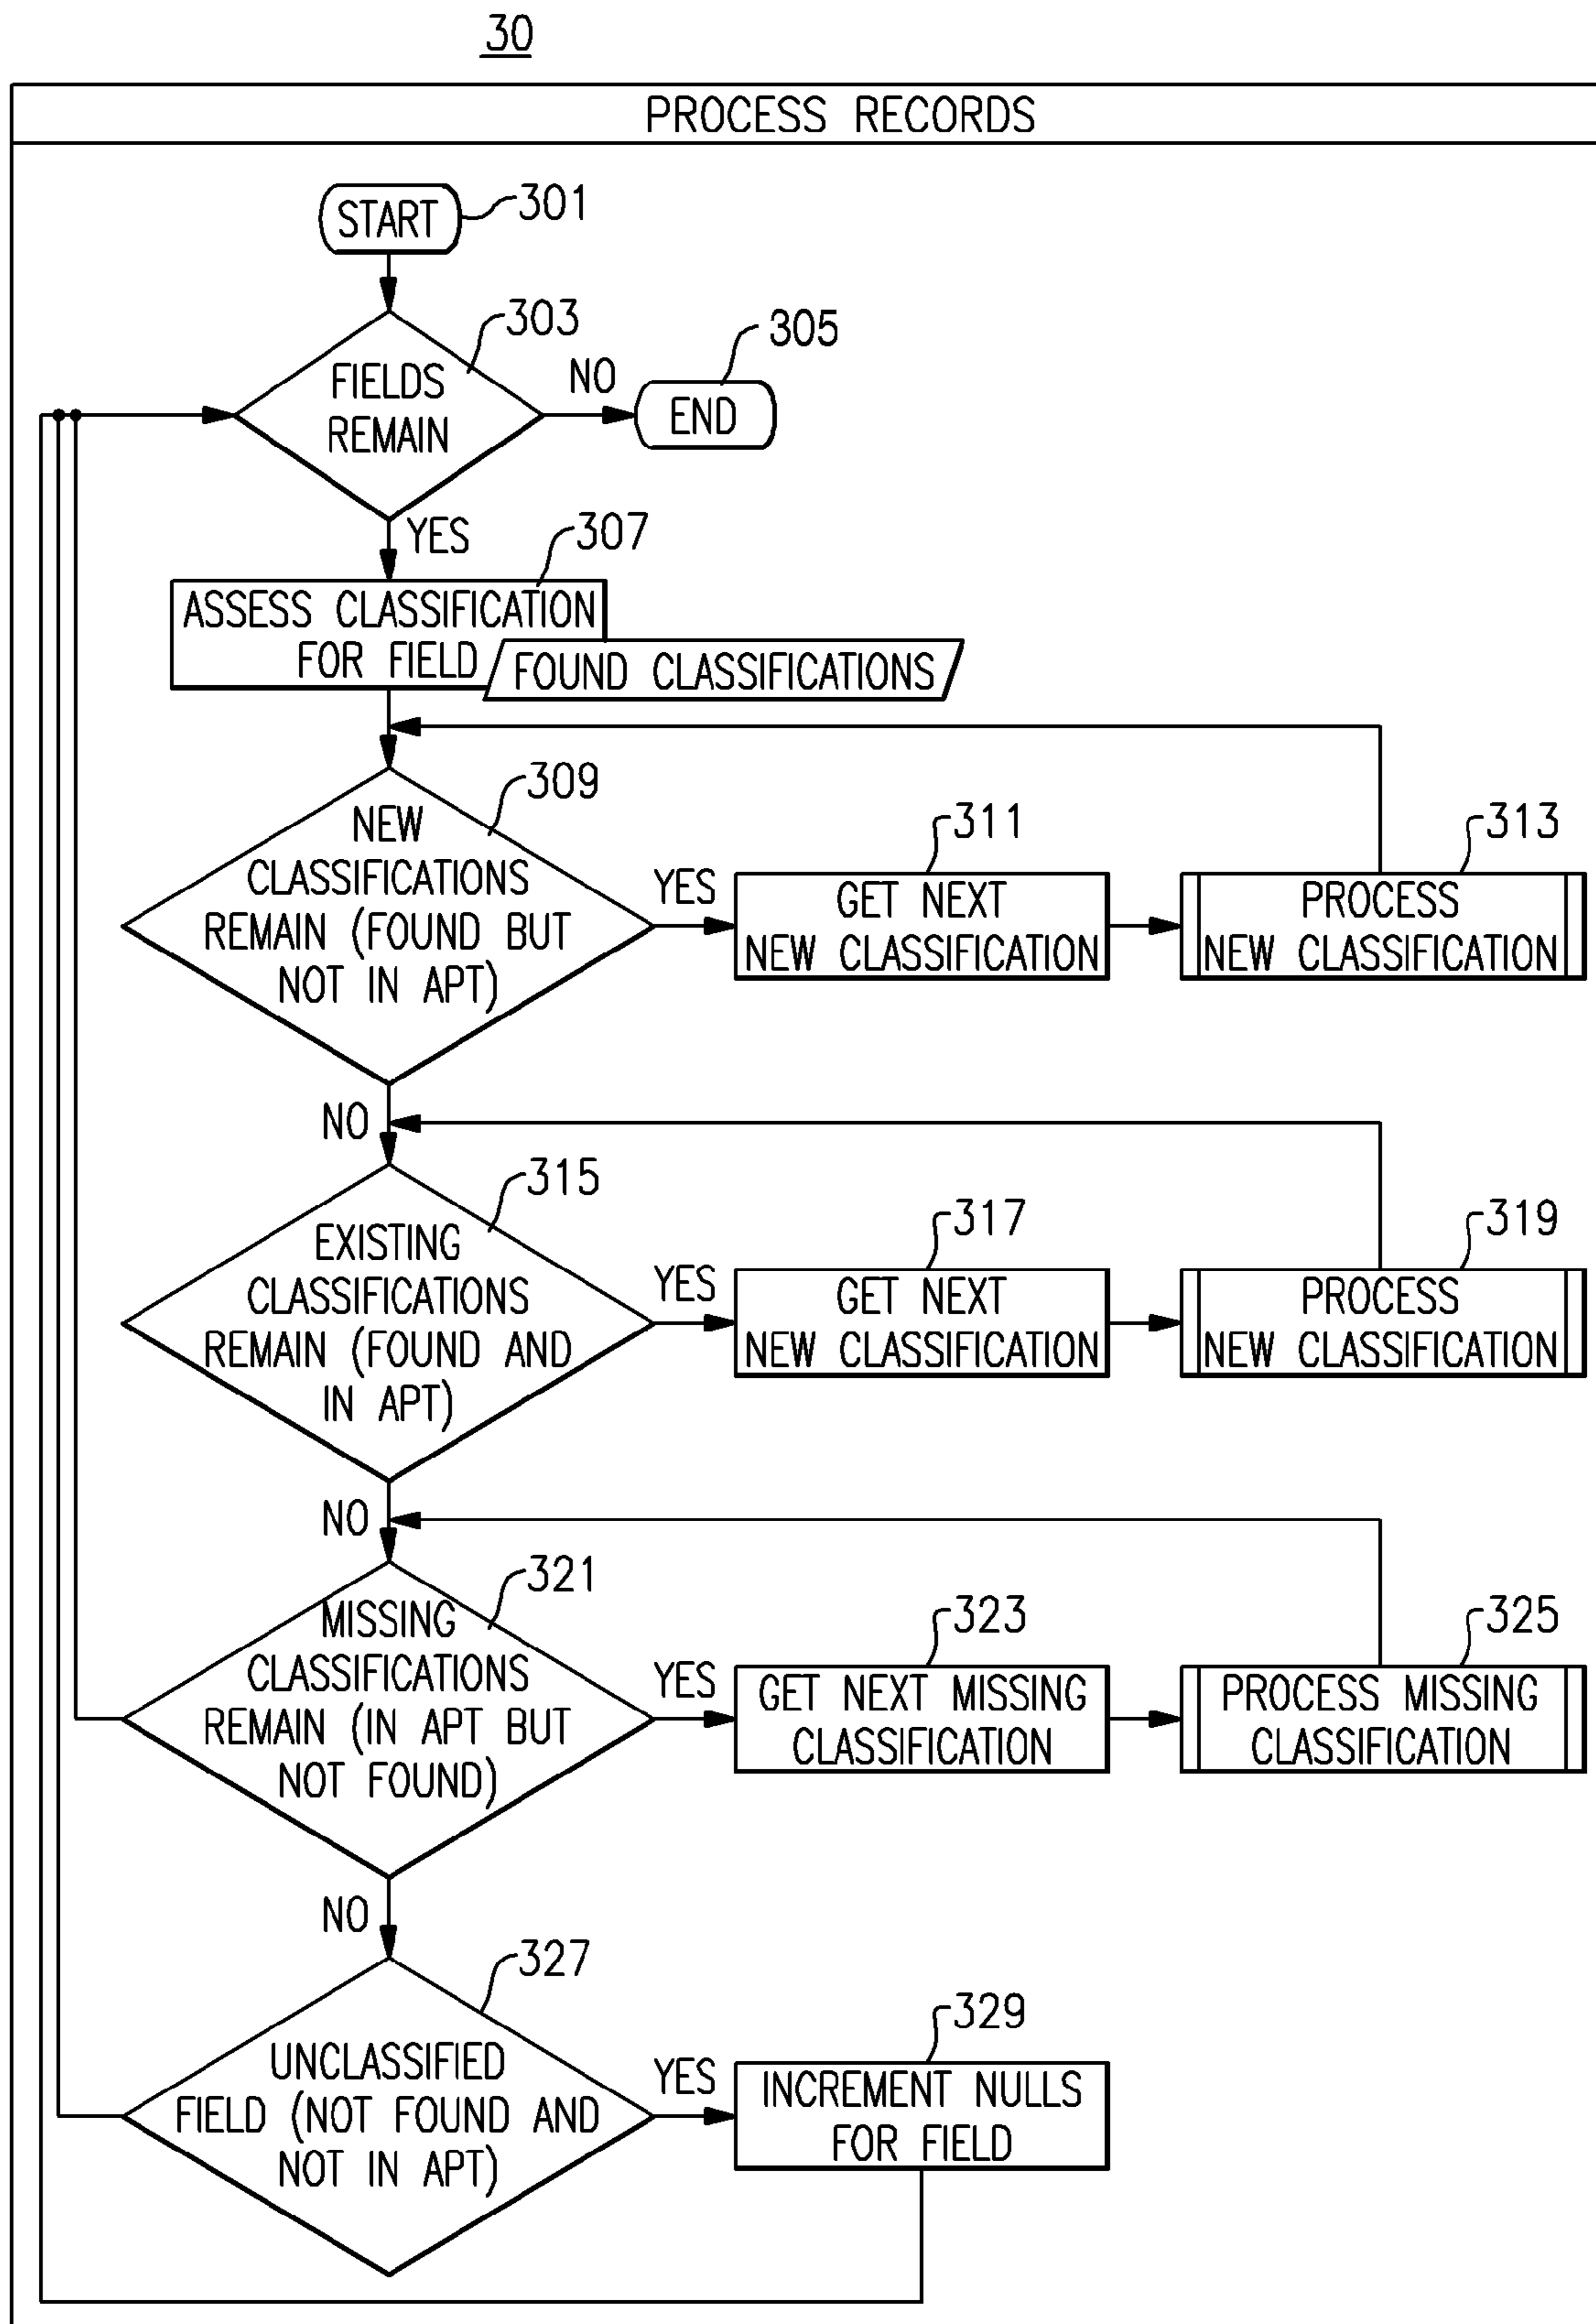 30
PROCESS RECORDS
START
301
303
FIELDS
REMAIN
NO
305
END
YES
307
ASSESS CLASSIFICATION
FOR FIELD
FOUND CLASSIFICATIONS
309
NEW
CLASSIFICATIONS
REMAIN (FOUND BUT
NOT IN APT)
YES
311
GET NEXT
NEW CLASSIFICATION
313
PROCESS
NEW CLASSIFICATION
NO
315
EXISTING
CLASSIFICATIONS
REMAIN (FOUND AND
IN APT)
YES
317
GET NEXT
NEW CLASSIFICATION
319
PROCESS
NEW CLASSIFICATION
NO
321
MISSING
CLASSIFICATIONS
REMAIN (IN APT BUT
NOT FOUND)
YES
323
GET NEXT MISSING
CLASSIFICATION
325
PROCESS MISSING
CLASSIFICATION
NO
327
UNCLASSIFIED
FIELD (NOT FOUND AND
NOT IN APT)
YES
329
INCREMENT NULLS
FOR FIELD